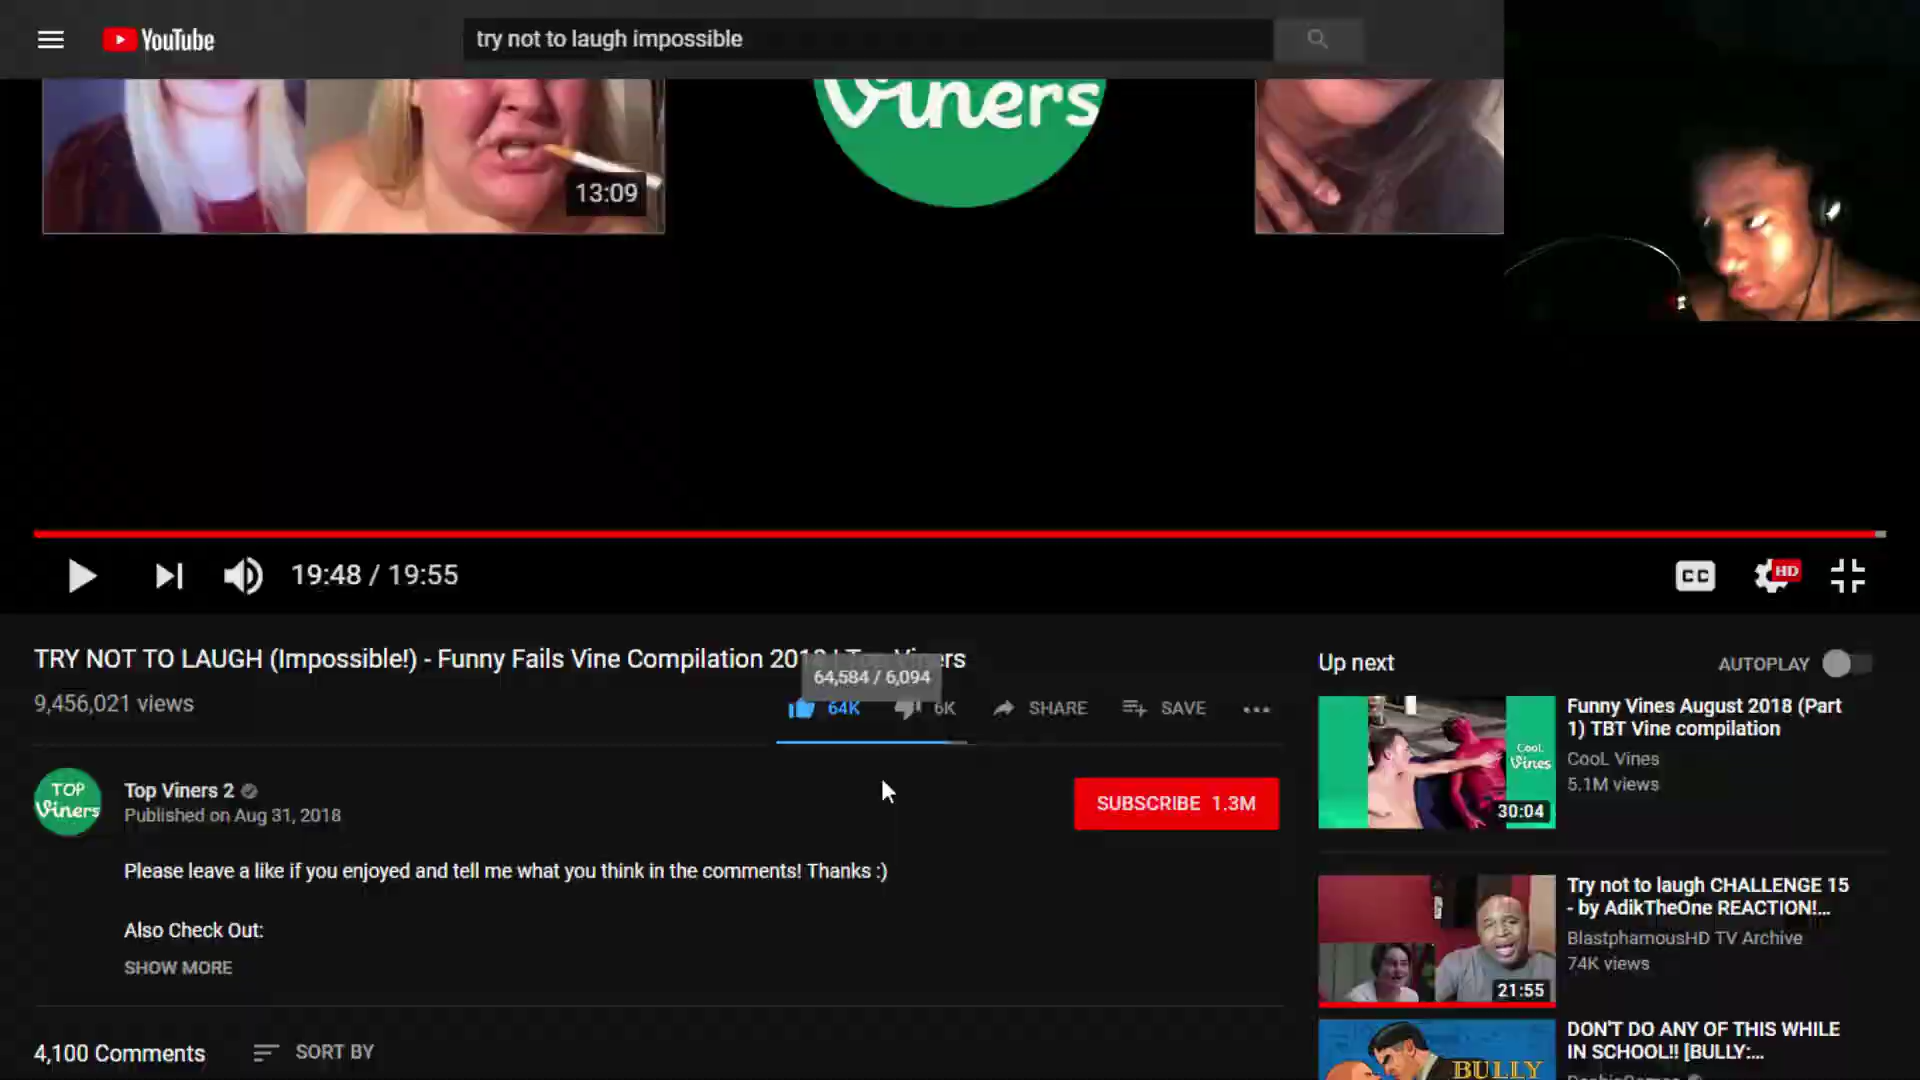 YouTube
try not to laugh impossible
Viners
13:09
19:48 / 19:55
CC
HD
TRY NOT TO LAUGH (Impossible!) - Funny Fails Vine Compilation
9,456,021 views
64,584 / 6,094
64K
6K
SHARE
SAVE
TOP
Viners
Top Viners 2
Published on Aug 31, 2018
SUBSCRIBE 1.3M
Please leave a like if you enjoyed and tell me what you think in the comments! Thanks :)
Also Check Out:
SHOW MORE
4,100 Comments
SORT BY
Up next
AUTOPLAY
CooL
Vines
30:04
Funny Vines August 2018 (Part
1) TBT Vine compilation
CooL Vines
5.1M views
21:55
Try not to laugh CHALLENGE 15
- by AdikTheOne REACTION!...
BlastphamousHD TV Archive
74K views
BULLY
DON'T DO ANY OF THIS WHILE
IN SCHOOL!! [BULLY:...